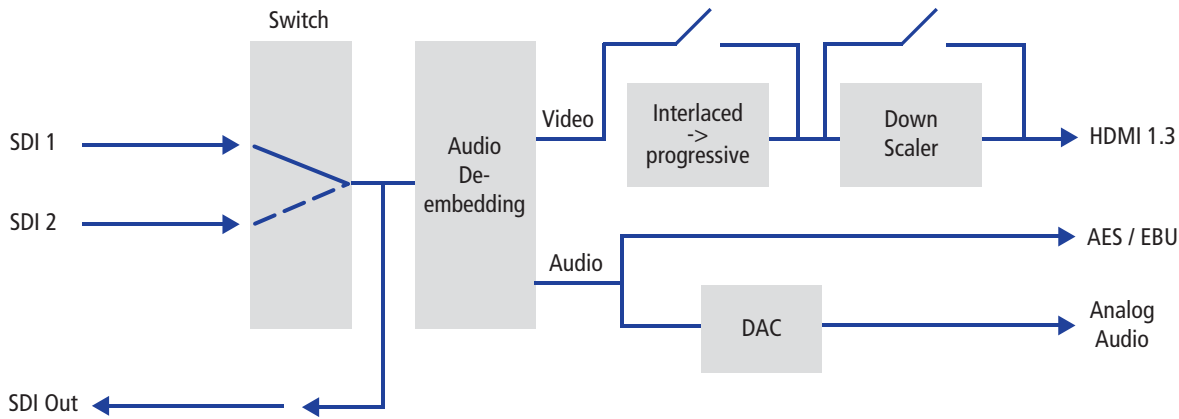 Switch
SDI 1
SDI 2
Audio
De-
embedding
Video
Interlaced
->
progressive
Down
Scaler
HDMI 1.3
Audio
AES / EBU
DAC
Analog
Audio
SDI Out